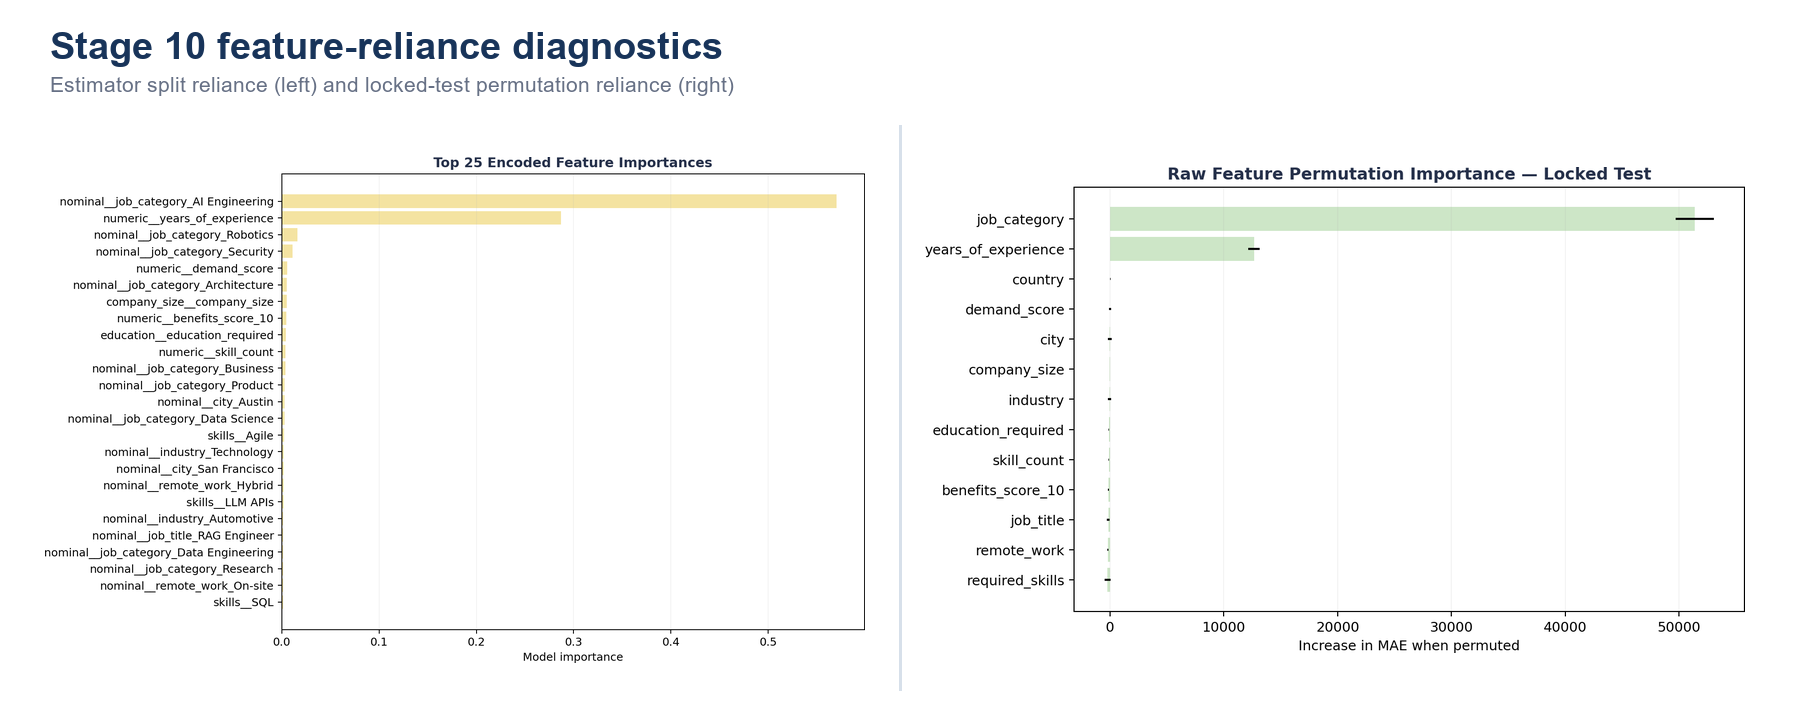 Stage 10 feature-reliance diagnostics
Estimator split reliance (left) and locked-test permutation reliance (right)
Top 25 Encoded Feature Importances
nominal__job_category_AI Engineering
numeric__years_of_experience
nominal__job_category_Robotics
nominal__job_category_Security
numeric__demand_score
nominal__job_category_Architecture
company_size__company_size
numeric__benefits_score_10
education__education_required
numeric__skill_count
nominal__job_category_Business
nominal__job_category_Product
nominal__city_Austin
nominal__job_category_Data Science
skills__Agile
nominal__industry_Technology
nominal__city_San Francisco
nominal__remote_work_Hybrid
skills__LLM APIs
nominal__industry_Automotive
nominal__job_title_RAG Engineer
nominal__job_category_Data Engineering
nominal__job_category_Research
nominal__remote_work_On-site
skills__SQL
0.0 0.1 0.2 0.3 0.4 0.5
Model importance
Raw Feature Permutation Importance — Locked Test
job_category
years_of_experience
country
demand_score
city
company_size
industry
education_required
skill_count
benefits_score_10
job_title
remote_work
required_skills
0 10000 20000 30000 40000 50000
Increase in MAE when permuted